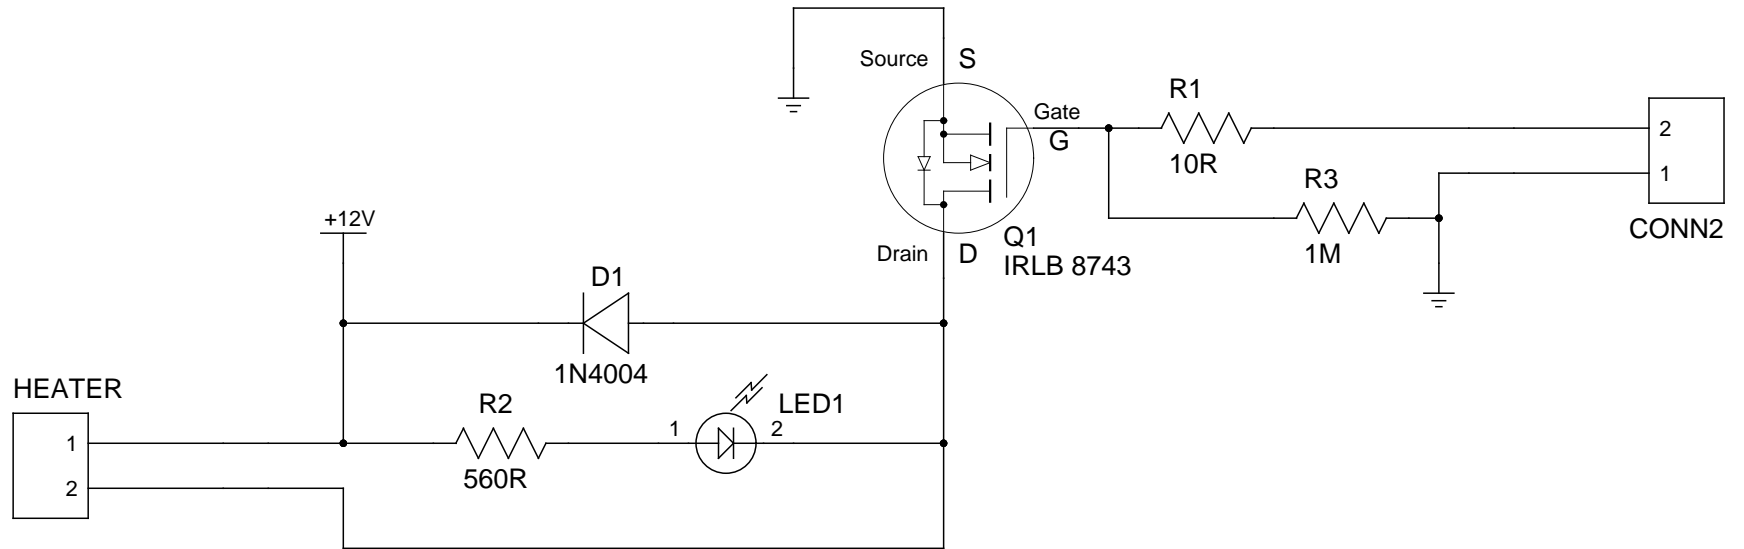 Source
S
Gate
G
R1
10R
2
1
CONN2
R3
1M
+12V
Drain
D
Q1
IRLB 8743
D1
1N4004
HEATER
1
2
R2
560R
1
2
LED1